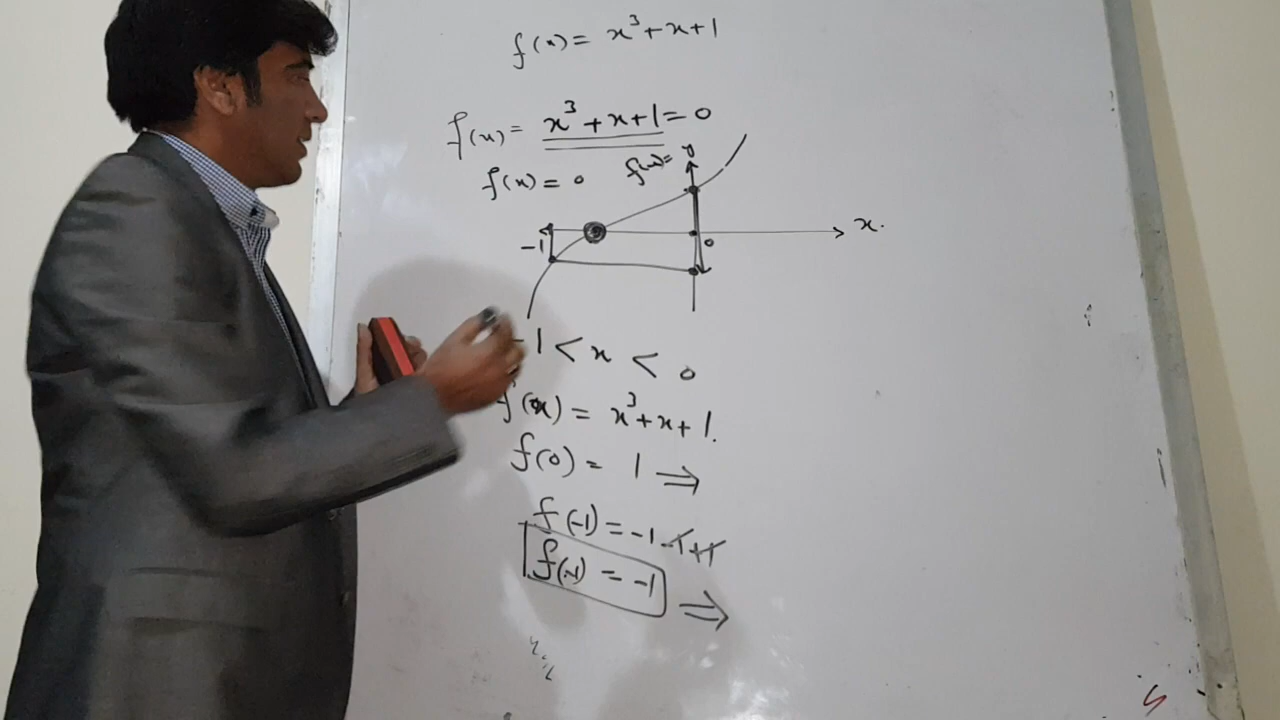 f(x) = x³+x+1
f(x) = x³+x+1 = 0
f(x) = 0
f(x)= y
x.
-1
0
-1 < x < 0
f(x) = x³+x+1.
f(0) = 1 ⇒
f(-1) = -1-1+1
f(-1) = -1 ⇒